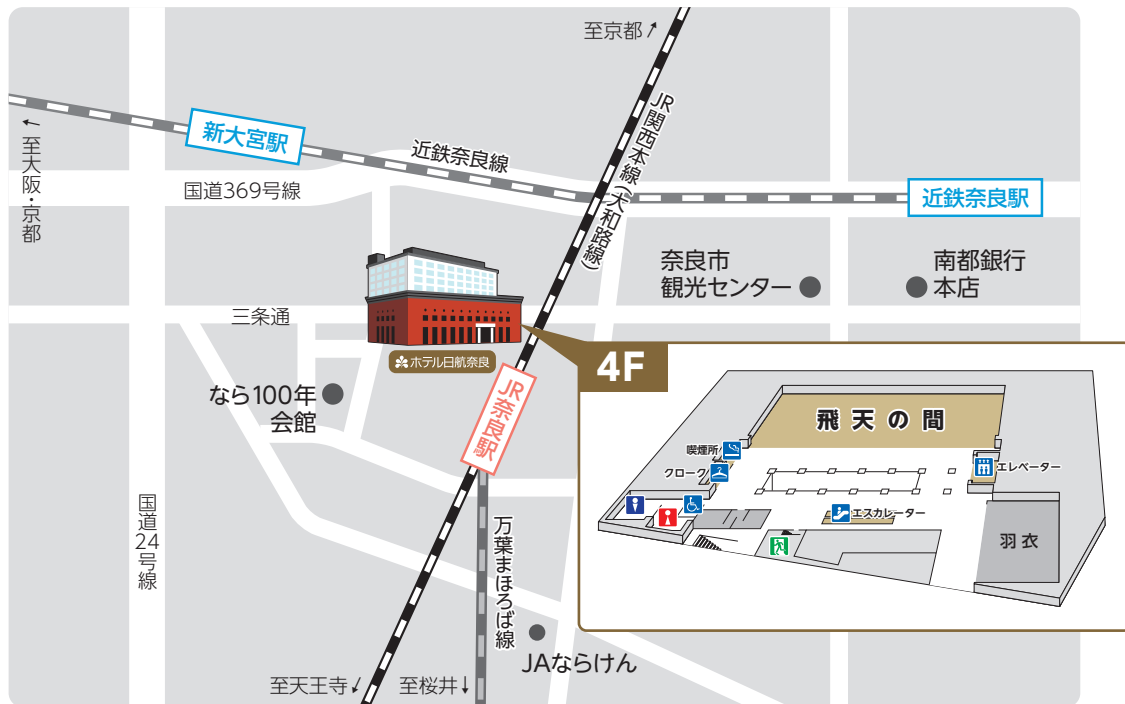 至京都
JR関西本線(大和路線)
新大宮駅
近鉄奈良線
至大阪・京都
国道369号線
近鉄奈良駅
奈良市
観光センター
南都銀行
本店
三条通
ホテル日航奈良
4F
飛天の間
喫煙所
クローク
エレベーター
エスカレーター
羽衣
なら100年
会館
JR奈良駅
国道24号線
万葉まほろば線
JAならけん
至天王寺
至桜井